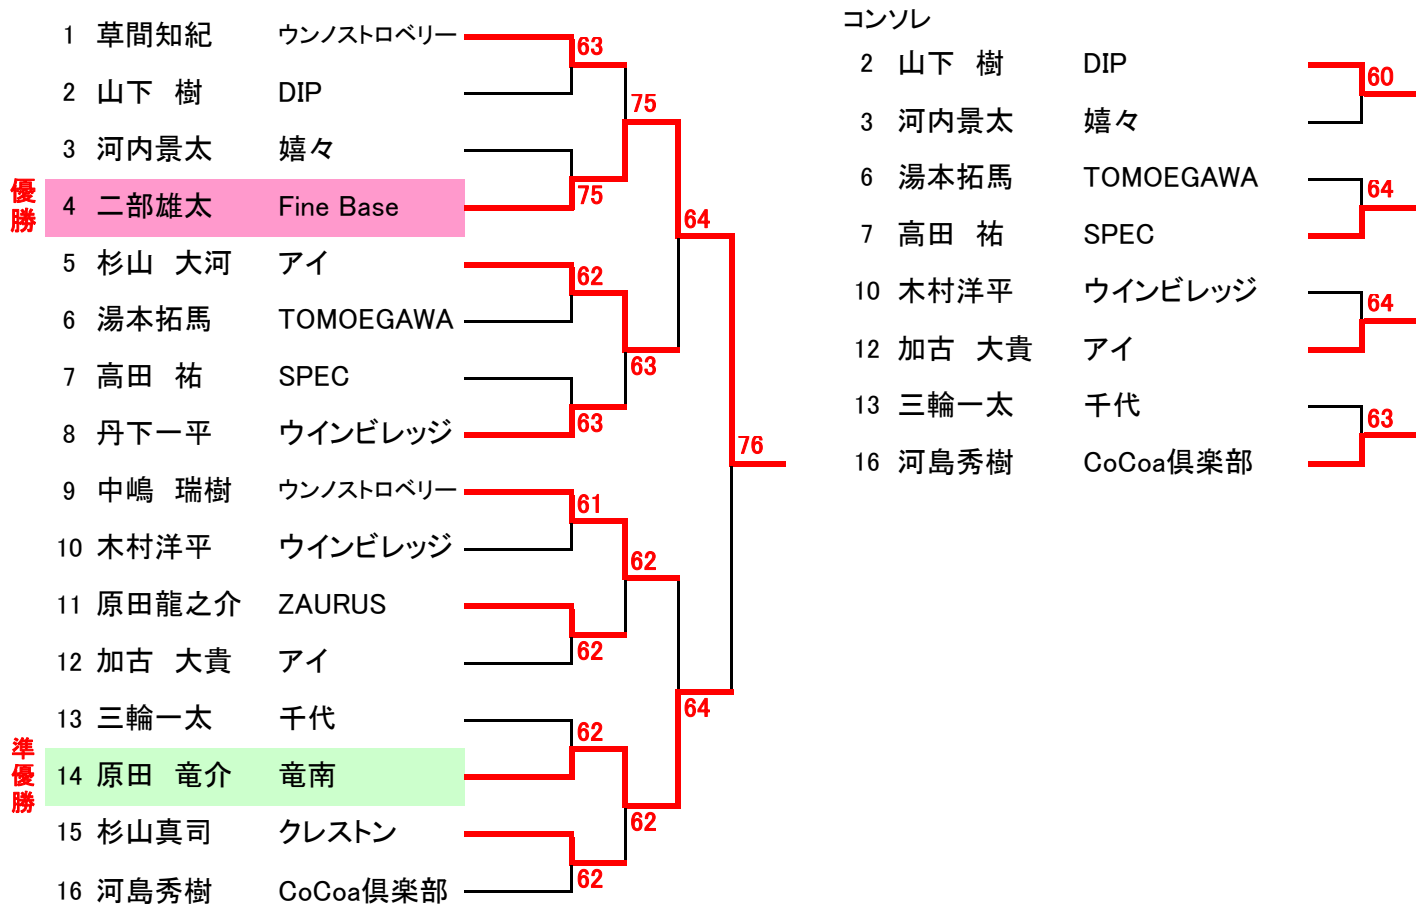 1 草間知紀 ウンノストロベリー
63
2 山下 樹 DIP
75
3 河内景太 嬉々
優勝
4 二部雄太 Fine Base
75
64
5 杉山 大河 アイ
62
6 湯本拓馬 TOMOEGAWA
63
7 高田 祐 SPEC
63
8 丹下一平 ウインビレッジ
76
9 中嶋 瑞樹 ウンノストロベリー
61
10 木村洋平 ウインビレッジ
62
11 原田龍之介 ZAURUS
62
12 加古 大貴 アイ
64
13 三輪一太 千代
62
準優勝
14 原田 竜介 竜南
62
15 杉山真司 クレストン
62
16 河島秀樹 CoCoa倶楽部
コンソレ
2 山下 樹 DIP
60
3 河内景太 嬉々
6 湯本拓馬 TOMOEGAWA
64
7 高田 祐 SPEC
10 木村洋平 ウインビレッジ
64
12 加古 大貴 アイ
13 三輪一太 千代
63
16 河島秀樹 CoCoa倶楽部